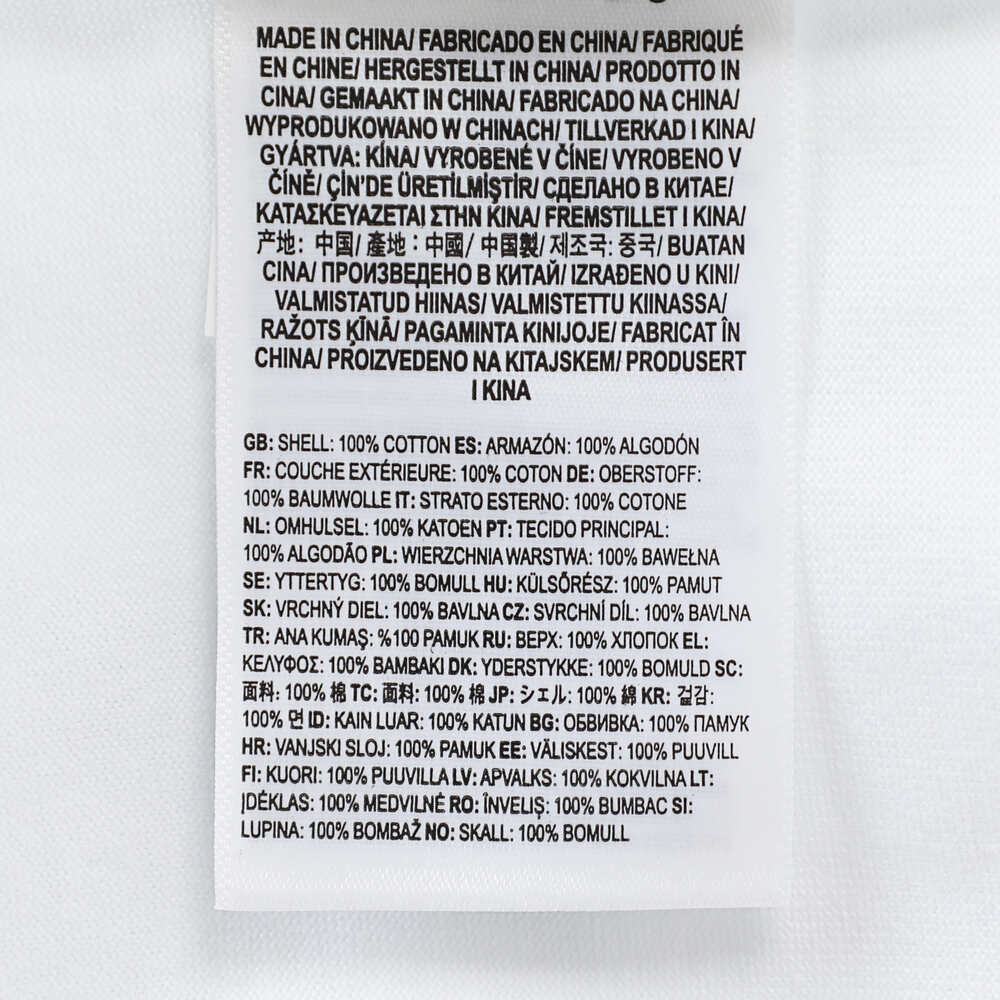 MADE IN CHINA/ FABRICADO EN CHINA/ FABRIQUÉ
EN CHINE/ HERGESTELLT IN CHINA/ PRODOTTO IN
CINA/ GEMAAKT IN CHINA/ FABRICADO NA CHINA/
WYPRODUKOWANO W CHINACH/ TILLVERKAD I KINA/
GYÁRTVA: KÍNA/ VYROBENÉ V ČÍNE/ VYROBENO V
ČÍNĚ/ ÇİN'DE ÜRETİLMİŞTİR/ СДЕЛАНО В КИТАЕ/
ΚΑΤΑΣΚΕΥΑΖΕΤΑΙ ΣΤΗΝ ΚΙΝΑ/ FREMSTILLET I KINA/
产地: 中国/ 產地：中國/ 中国製/ 제조국: 중국/ BUATAN
CINA/ ПРОИЗВЕДЕНО В КИТАЙ/ IZRAĐENO U KINI/
VALMISTATUD HIINAS/ VALMISTETTU KIINASSA/
RAŽOTS ĶĪNĀ/ PAGAMINTA KINIJOJE/ FABRICAT ÎN
CHINA/ PROIZVEDENO NA KITAJSKEM/ PRODUSERT
I KINA
GB: SHELL: 100% COTTON ES: ARMAZÓN: 100% ALGODÓN
FR: COUCHE EXTÉRIEURE: 100% COTON DE: OBERSTOFF:
100% BAUMWOLLE IT: STRATO ESTERNO: 100% COTONE
NL: OMHULSEL: 100% KATOEN PT: TECIDO PRINCIPAL:
100% ALGODÃO PL: WIERZCHNIA WARSTWA: 100% BAWEŁNA
SE: YTTERTYG: 100% BOMULL HU: KÜLSŐRÉSZ: 100% PAMUT
SK: VRCHNÝ DIEL: 100% BAVLNA CZ: SVRCHNÍ DÍL: 100% BAVLNA
TR: ANA KUMAŞ: %100 PAMUK RU: ВЕРХ: 100% ХЛОПОК EL:
ΚΕΛΥΦΟΣ: 100% ΒΑΜΒΑΚΙ DK: YDERSTYKKE: 100% BOMULD SC:
面料: 100% 棉 TC: 面料: 100% 棉 JP: シェル: 100% 綿 KR: 겉감:
100% 면 ID: KAIN LUAR: 100% KATUN BG: ОБВИВКА: 100% ПАМУК
HR: VANJSKI SLOJ: 100% PAMUK EE: VÄLISKEST: 100% PUUVILL
FI: KUORI: 100% PUUVILLA LV: APVALKS: 100% KOKVILNA LT:
ĮDĖKLAS: 100% MEDVILNĖ RO: ÎNVELIŞ: 100% BUMBAC SI:
LUPINA: 100% BOMBAŽ NO: SKALL: 100% BOMULL